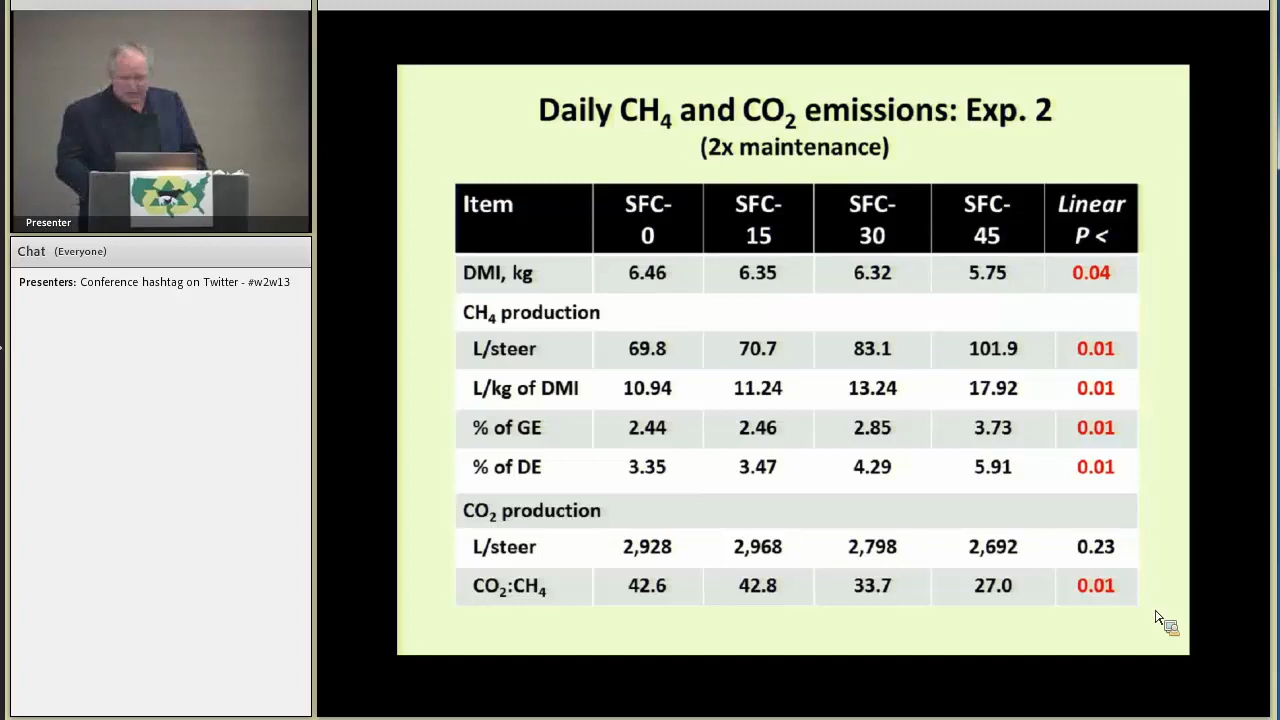 Presenter
Chat (Everyone)
Presenters: Conference hashtag on Twitter - #w2w13
Daily CH₄ and CO₂ emissions: Exp. 2
(2x maintenance)
Item SFC-0 SFC-15 SFC-30 SFC-45 Linear P <
DMI, kg 6.46 6.35 6.32 5.75 0.04
CH₄ production
L/steer 69.8 70.7 83.1 101.9 0.01
L/kg of DMI 10.94 11.24 13.24 17.92 0.01
% of GE 2.44 2.46 2.85 3.73 0.01
% of DE 3.35 3.47 4.29 5.91 0.01
CO₂ production
L/steer 2,928 2,968 2,798 2,692 0.23
CO₂:CH₄ 42.6 42.8 33.7 27.0 0.01